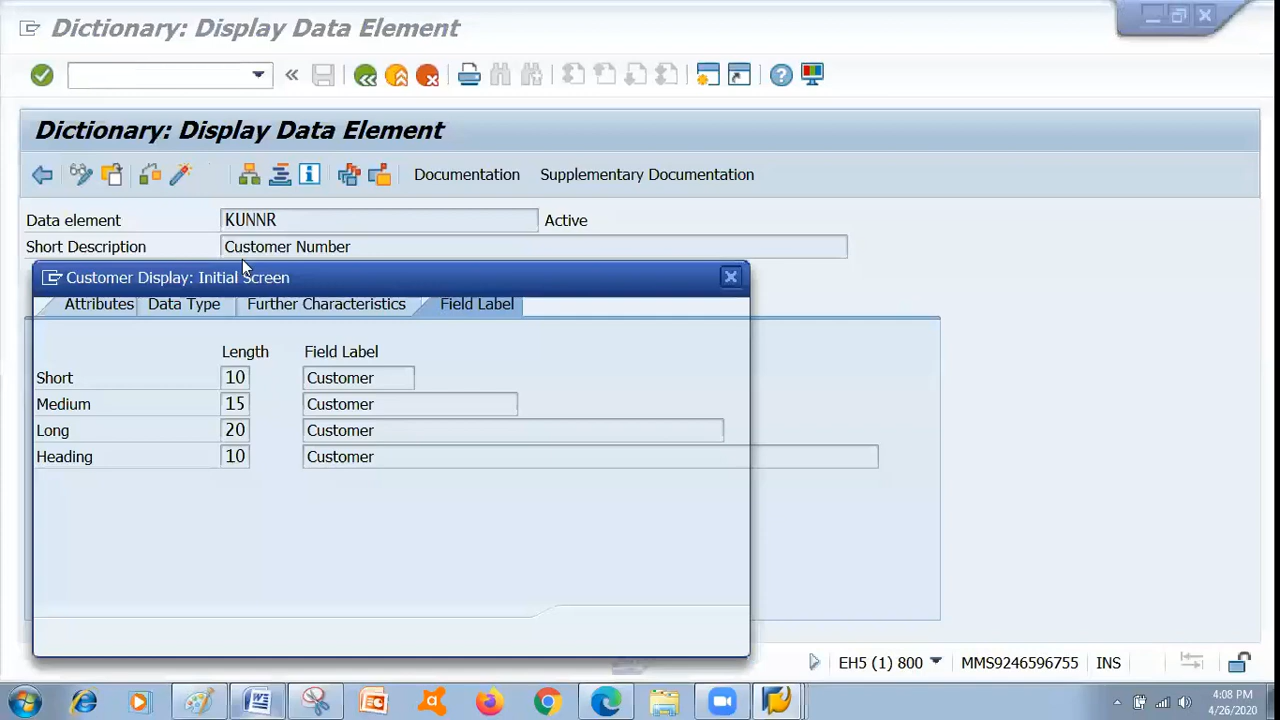 Dictionary: Display Data Element
Dictionary: Display Data Element
Documentation Supplementary Documentation
Data element KUNNR Active
Short Description Customer Number
Customer Display: Initial Screen
Attributes Data Type Further Characteristics Field Label
Length Field Label
Short 10 Customer
Medium 15 Customer
Long 20 Customer
Heading 10 Customer
EH5 (1) 800 MMS9246596755 INS
4:08 PM
4/26/2020